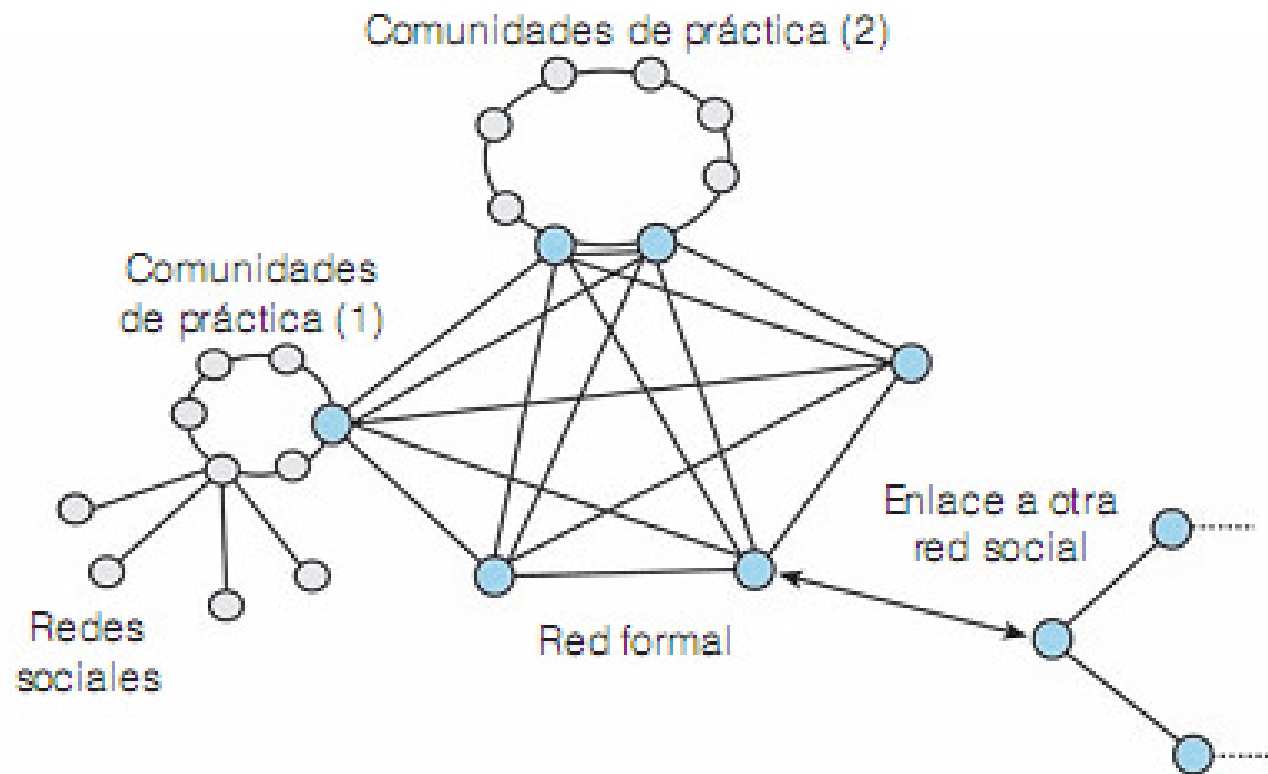 Comunidades de práctica (2)
Comunidades
de práctica (1)
Enlace a otra
red social
Redes
sociales
Red formal